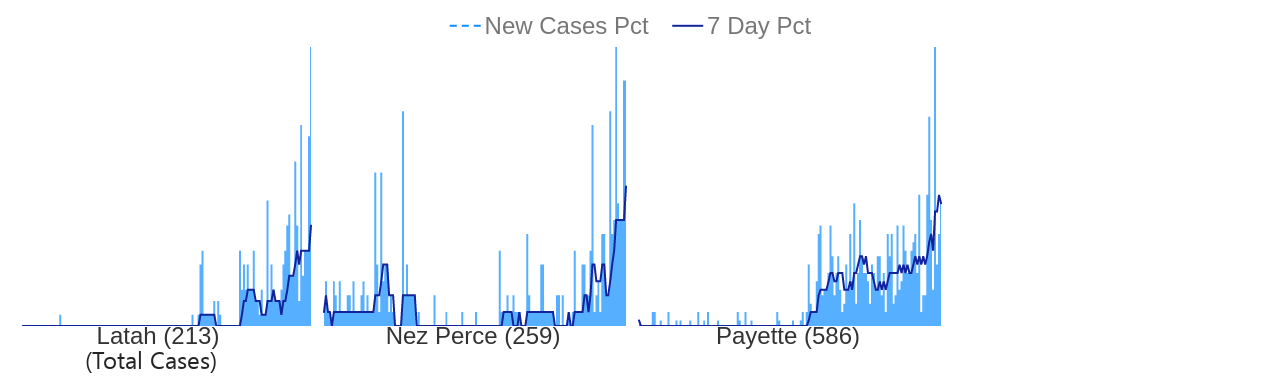 New Cases Pct 7 Day Pct
Latah (213) Nez Perce (259) Payette (586)
(Total Cases)